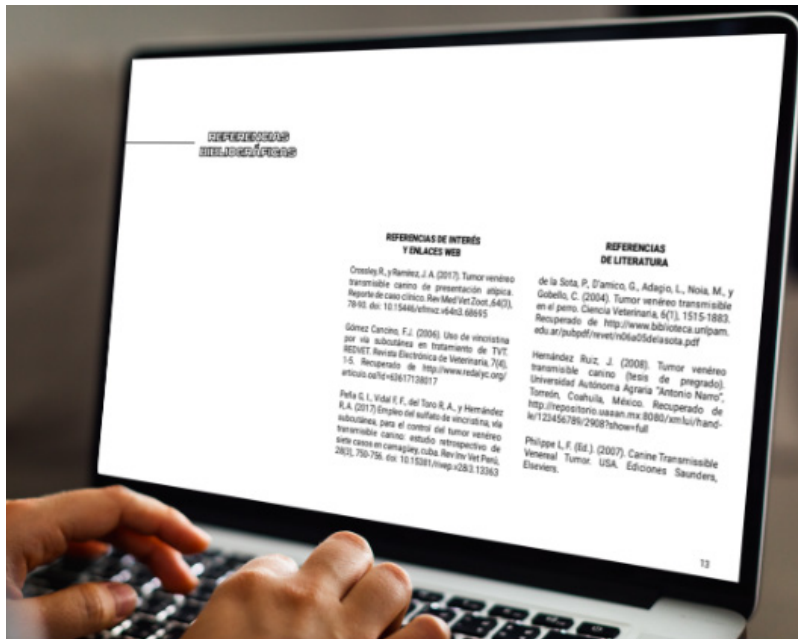 REFERENCIAS
BIBLIOGRÁFICAS
REFERENCIAS DE INTERÉS
Y ENLACES WEB
Crossley, R., y Ramírez, J. A. (2017). Tumor venéreo
transmisible canino de presentación atípica.
Reporte de caso clínico. Rev Med Vet Zoot, 64(3),
78-93. doi: 10.15446/rfmvz.v64n3.68695
Gómez Cancino, F.J. (2006). Uso de vincristina
por vía subcutánea en tratamiento de TVT.
REDVET. Revista Electrónica de Veterinaria, 7(4),
1-5. Recuperado de http://www.redalyc.org/
articulo.oa?id=63617138017
Peña G, I., Vidal F, F., del Toro R, A., y Hernández
R, A. (2017) Empleo del sulfato de vincristina, vía
subcutánea, para el control del tumor venéreo
transmisible canino: estudio retrospectivo de
siete casos en camagüey, cuba. Rev Inv Vet Perú,
28(3), 750-756. doi: 10.15381/rivep.v28i3.13363
REFERENCIAS
DE LITERATURA
de la Sota, P., D'amico, G., Adagio, L., Noia, M., y
Gobello, C. (2004). Tumor venéreo transmisible
en el perro. Ciencia Veterinaria, 6(1), 1515-1883.
Recuperado de http://www.biblioteca.unlpam.
edu.ar/pubpdf/revet/n06a05delasota.pdf
Hernández Ruiz, J. (2008). Tumor venéreo
transmisible canino (tesis de pregrado).
Universidad Autónoma Agraria "Antonio Narro",
Torreón, Coahuila, México. Recuperado de
http://repositorio.uaaan.mx:8080/xmlui/hand-
le/123456789/2908?show=full
Philippe L, F. (Ed.). (2007). Canine Transmissible
Venereal Tumor. USA. Ediciones Saunders,
Elseviers.
13